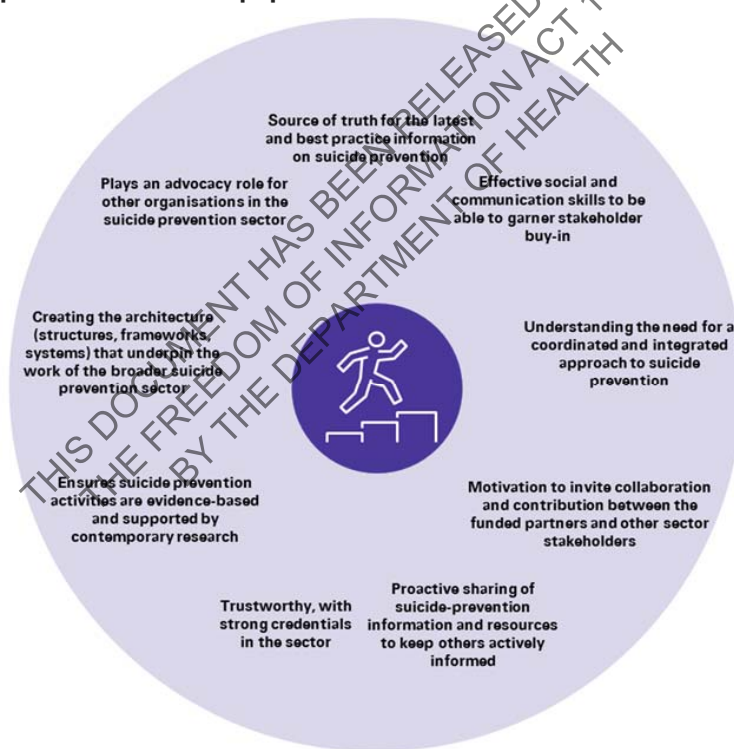 Source of truth for the latest
and best practice information
on suicide prevention
Effective social and
communication skills to be
able to garner stakeholder
buy-in
Understanding the need for a
coordinated and integrated
approach to suicide
prevention
Motivation to invite collaboration
and contribution between the
funded partners and other sector
stakeholders
Proactive sharing of
suicide-prevention
information and resources
to keep others actively
informed
Trustworthy, with
strong credentials
in the sector
Ensures suicide prevention
activities are evidence-based
and supported by
contemporary research
Creating the architecture
(structures, frameworks,
systems) that underpin the
work of the broader suicide
prevention sector
Plays an advocacy role for
other organisations in the
suicide prevention sector
THIS DOCUMENT HAS BEEN RELEASED
THE FREEDOM OF INFORMATION ACT 1
BY THE DEPARTMENT OF HEALTH